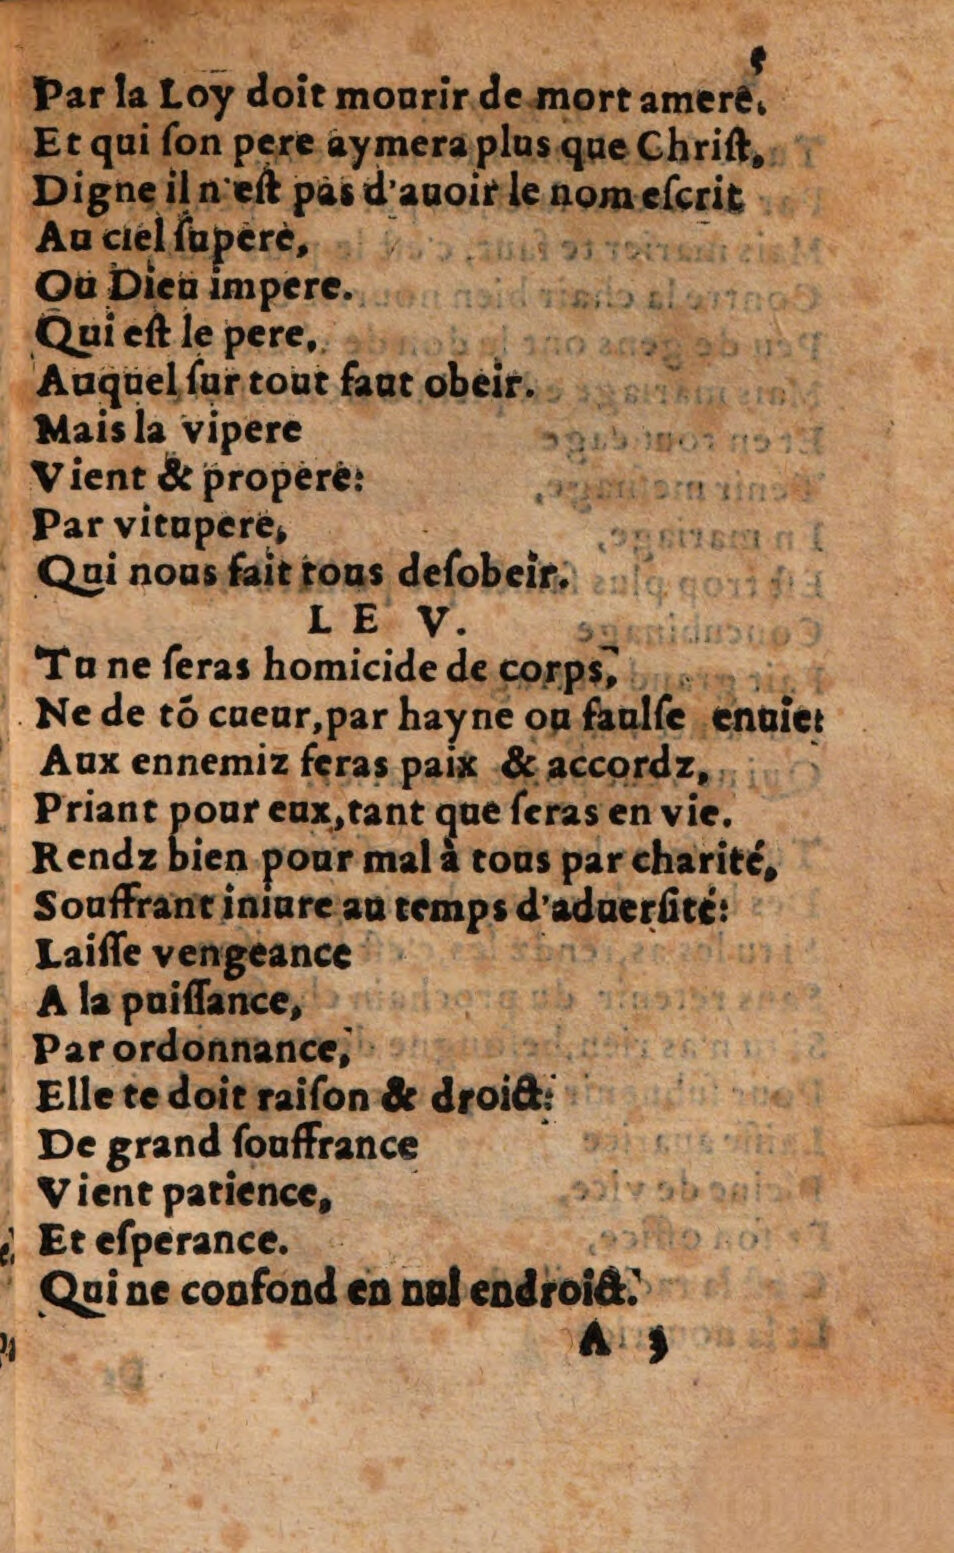 5
Par la Loy doit mourir de mort amere.
Et qui ſon pere aymera plus que Chriſt,
Digne il n'eſt pas d'auoir le nom eſcrit
Au ciel ſupere,
Ou Dieu impere.
Qui eſt le pere,
Auquel ſur tout faut obeir.
Mais la vipere
Vient & propere:
Par vitupere,
Qui nous fait tous deſobeir.
LE V.
Tu ne ſeras homicide de corps,
Ne de tõ cueur, par hayne ou faulſe enuie:
Aux ennemiz feras paix & accordz,
Priant pour eux, tant que ſeras en vie.
Rendz bien pour mal à tous par charité,
Souffrant iniure au temps d'aduerſité:
Laiſſe vengeance
A la puiſſance,
Par ordonnance,
Elle te doit raiſon & droict:
De grand ſouffrance
Vient patience,
Et eſperance.
Qui ne confond en nul endroict.
A 5